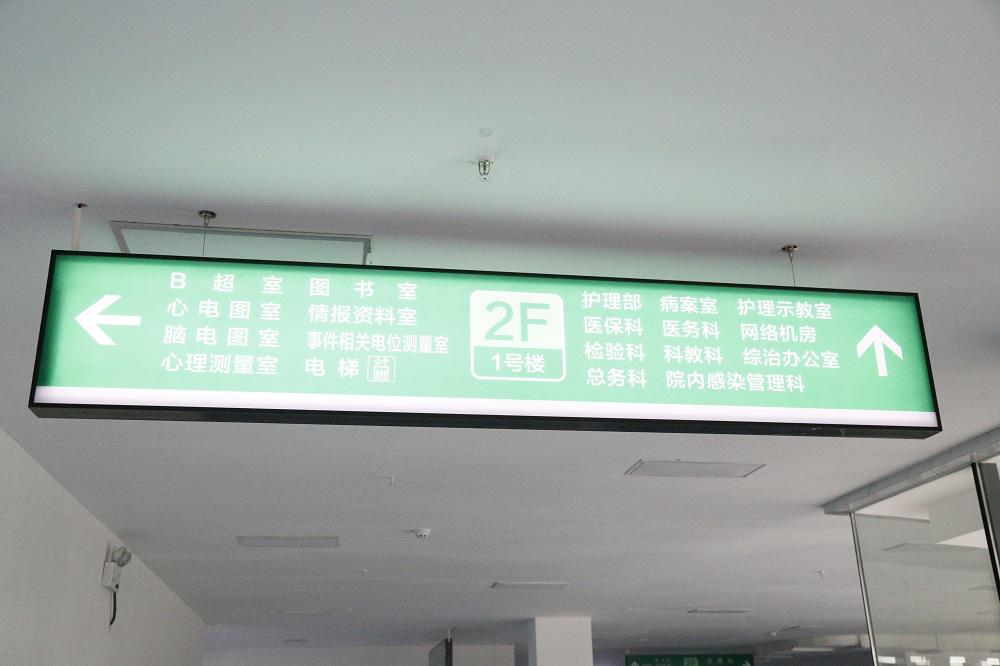 B超室 图书室
心电图室 情报资料室
脑电图室 事件相关电位测量室
心理测量室 电梯
2F
1号楼
护理部 病案室 护理示教室
医保科 医务科 网络机房
检验科 科教科 综治办公室
总务科 院内感染管理科